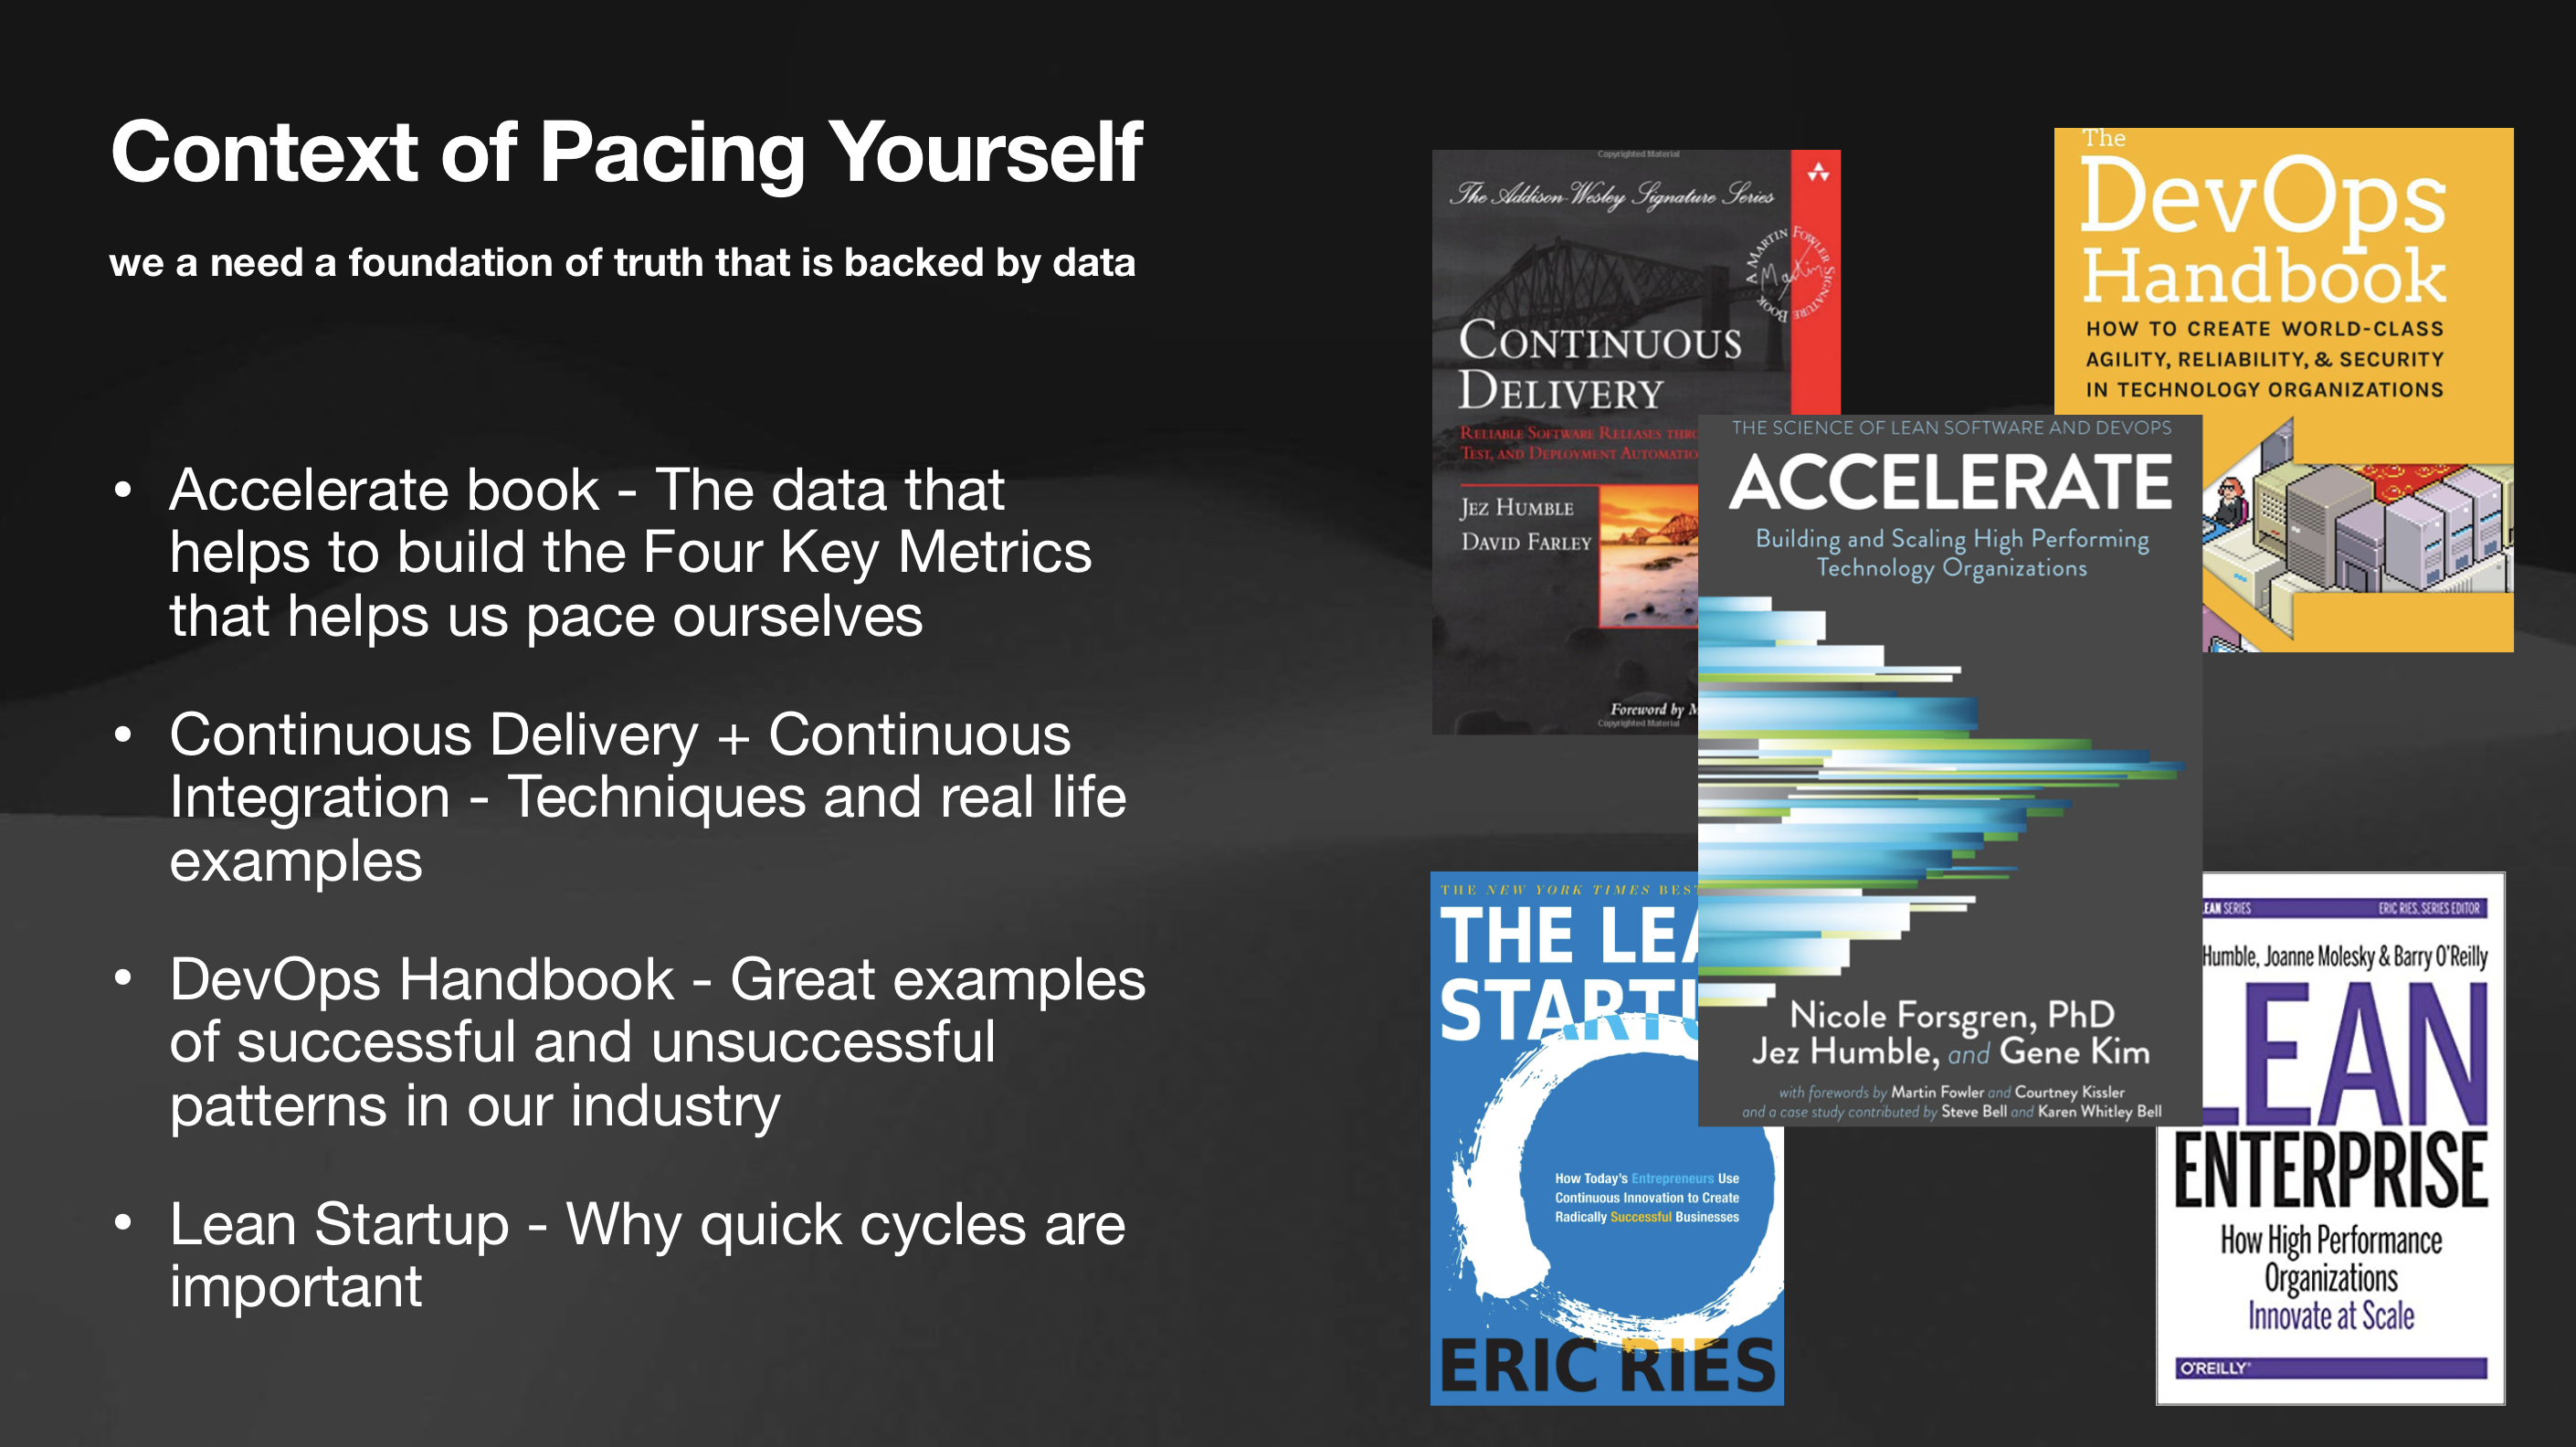 Context of Pacing Yourself
we a need a foundation of truth that is backed by data
• Accelerate book - The data that
helps to build the Four Key Metrics
that helps us pace ourselves
• Continuous Delivery + Continuous
Integration - Techniques and real life
examples
• DevOps Handbook - Great examples
of successful and unsuccessful
patterns in our industry
• Lean Startup - Why quick cycles are
important
Copyrighted Material
The Addison-Wesley Signature Series
A MARTIN FOWLER SIGNATURE BOOK
Martin
CONTINUOUS
DELIVERY
RELIABLE SOFTWARE RELEASES THRO
TEST, AND DEPLOYMENT AUTOMATIO
JEZ HUMBLE
DAVID FARLEY
Foreword by M
Copyrighted Material
The
DevOps
Handbook
HOW TO CREATE WORLD-CLASS
AGILITY, RELIABILITY, & SECURITY
IN TECHNOLOGY ORGANIZATIONS
THE SCIENCE OF LEAN SOFTWARE AND DEVOPS
ACCELERATE
Building and Scaling High Performing
Technology Organizations
Nicole Forsgren, PhD
Jez Humble, and Gene Kim
with forewords by Martin Fowler and Courtney Kissler
and a case study contributed by Steve Bell and Karen Whitley Bell
THE NEW YORK TIMES BES
THE LEA
STARTU
How Today's Entrepreneurs Use
Continuous Innovation to Create
Radically Successful Businesses
ERIC RIES
EAN SERIES
ERIC RIES, SERIES EDITOR
Humble, Joanne Molesky & Barry O'Reilly
LEAN
ENTERPRISE
How High Performance
Organizations
Innovate at Scale
O'REILLY®